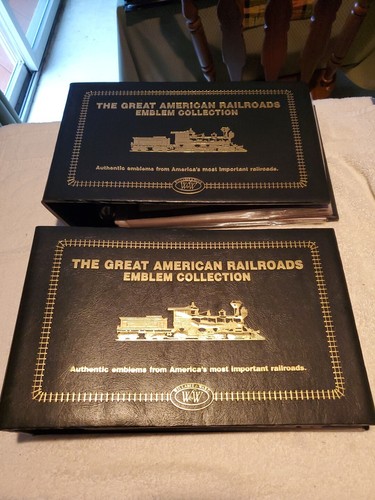 THE GREAT AMERICAN RAILROADS
EMBLEM COLLECTION
Authentic emblems from America's most important railroads.
W&W
THE GREAT AMERICAN RAILROADS
EMBLEM COLLECTION
Authentic emblems from America's most important railroads.
W&W